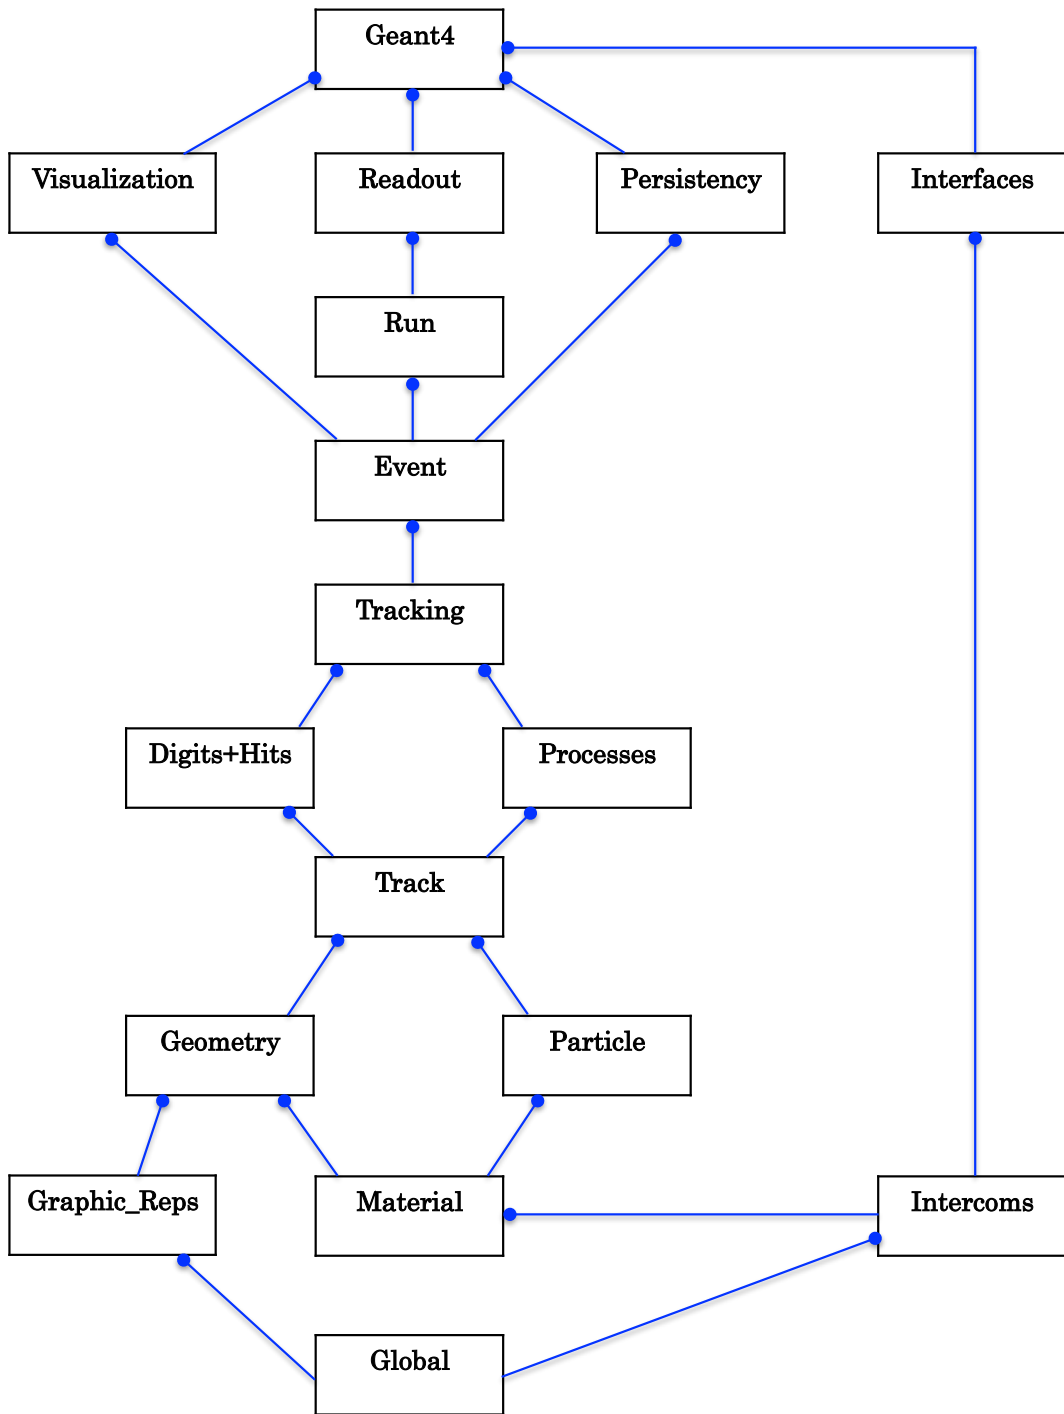 Geant4
Visualization
Readout
Persistency
Interfaces
Run
Event
Tracking
Digits+Hits
Processes
Track
Geometry
Particle
Graphic_Reps
Material
Intercoms
Global